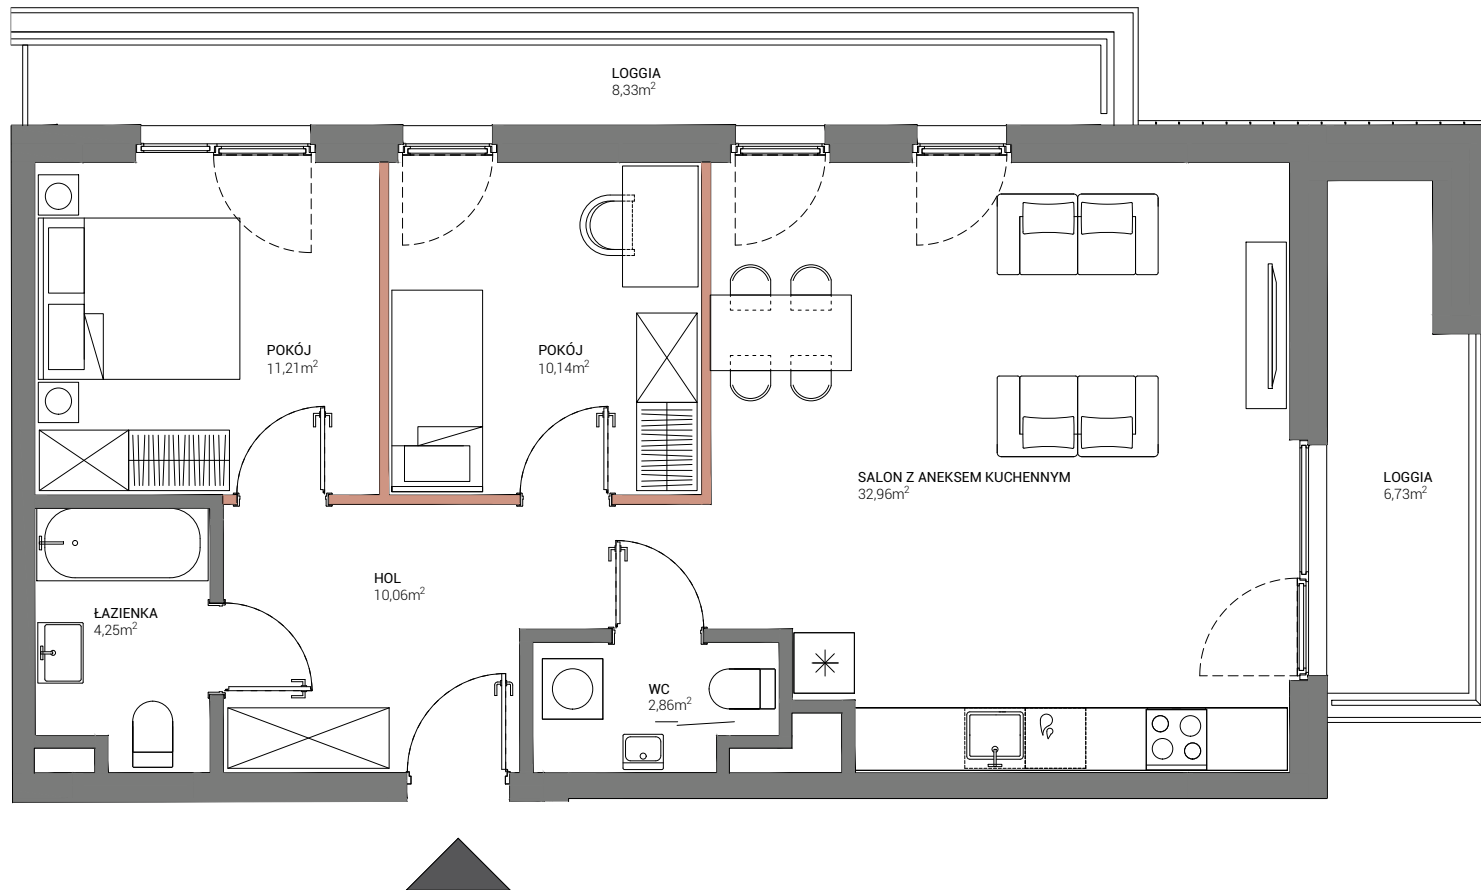 LOGGIA
8,33m²
POKÓJ
11,21m²
POKÓJ
10,14m²
SALON Z ANEKSEM KUCHENNYM
32,96m²
LOGGIA
6,73m²
HOL
10,06m²
ŁAZIENKA
4,25m²
WC
2,86m²